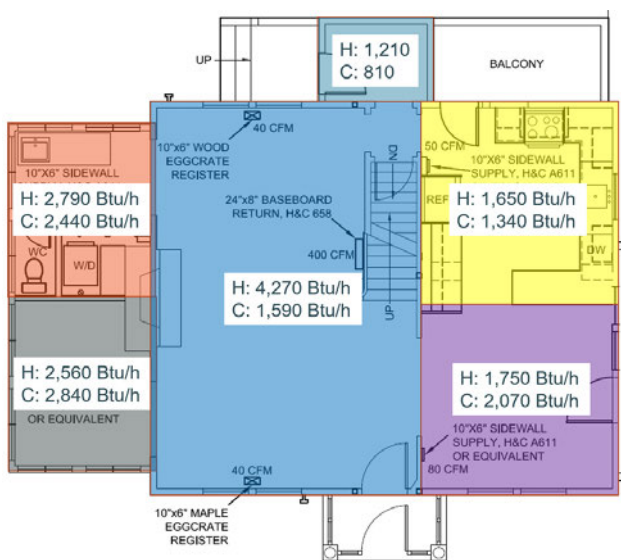 H: 1,210
C: 810
UP
BALCONY
40 CFM
10"x6" WOOD
EGGCRATE
REGISTER
50 CFM
10"X6" SIDEWALL
SUPPLY, H&C A611
10"X6" SIDEWALL
24"x8" BASEBOARD
RETURN, H&C 658
DN
REF
H: 2,790 Btu/h
C: 2,440 Btu/h
H: 1,650 Btu/h
C: 1,340 Btu/h
WC
W/D
400 CFM
DW
H: 4,270 Btu/h
C: 1,590 Btu/h
UP
H: 2,560 Btu/h
C: 2,840 Btu/h
OR EQUIVALENT
H: 1,750 Btu/h
C: 2,070 Btu/h
10"X6" SIDEWALL
SUPPLY, H&C A611
OR EQUIVALENT
80 CFM
40 CFM
10"x6" MAPLE
EGGCRATE
REGISTER